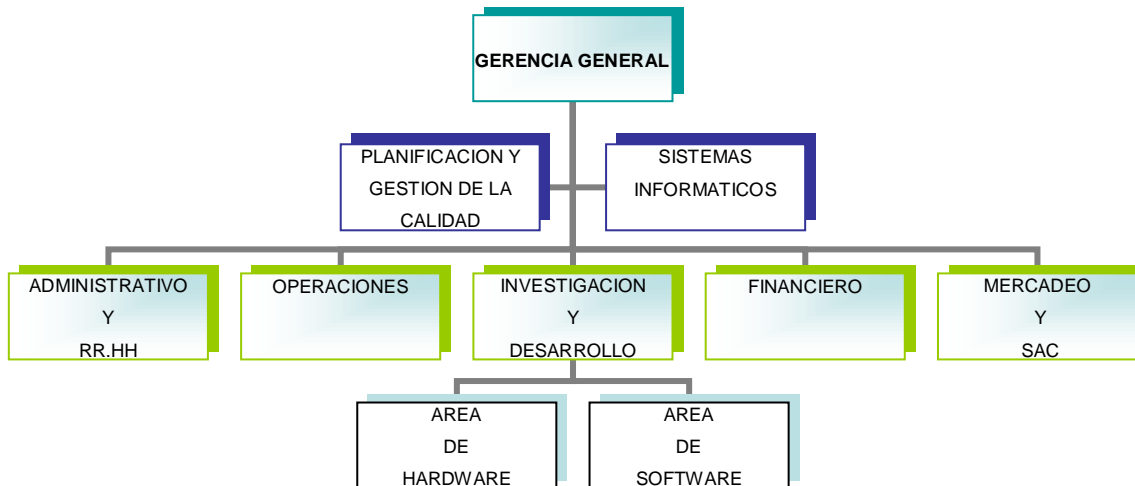 GERENCIA GENERAL
PLANIFICACION Y
GESTION DE LA
CALIDAD
SISTEMAS
INFORMATICOS
ADMINISTRATIVO
Y
RR.HH
OPERACIONES
INVESTIGACION
Y
DESARROLLO
FINANCIERO
MERCADEO
Y
SAC
AREA
DE
HARDWARE
AREA
DE
SOFTWARE